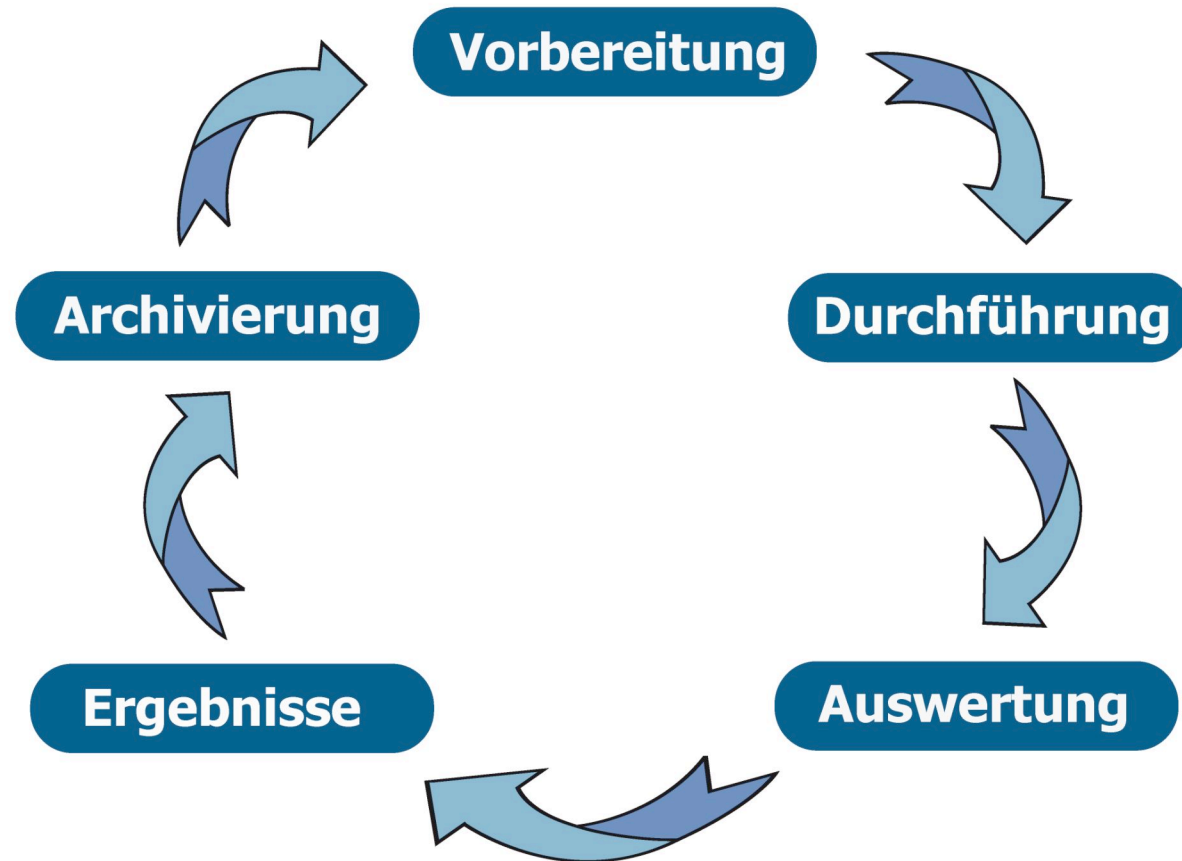 Vorbereitung
Durchführung
Auswertung
Ergebnisse
Archivierung